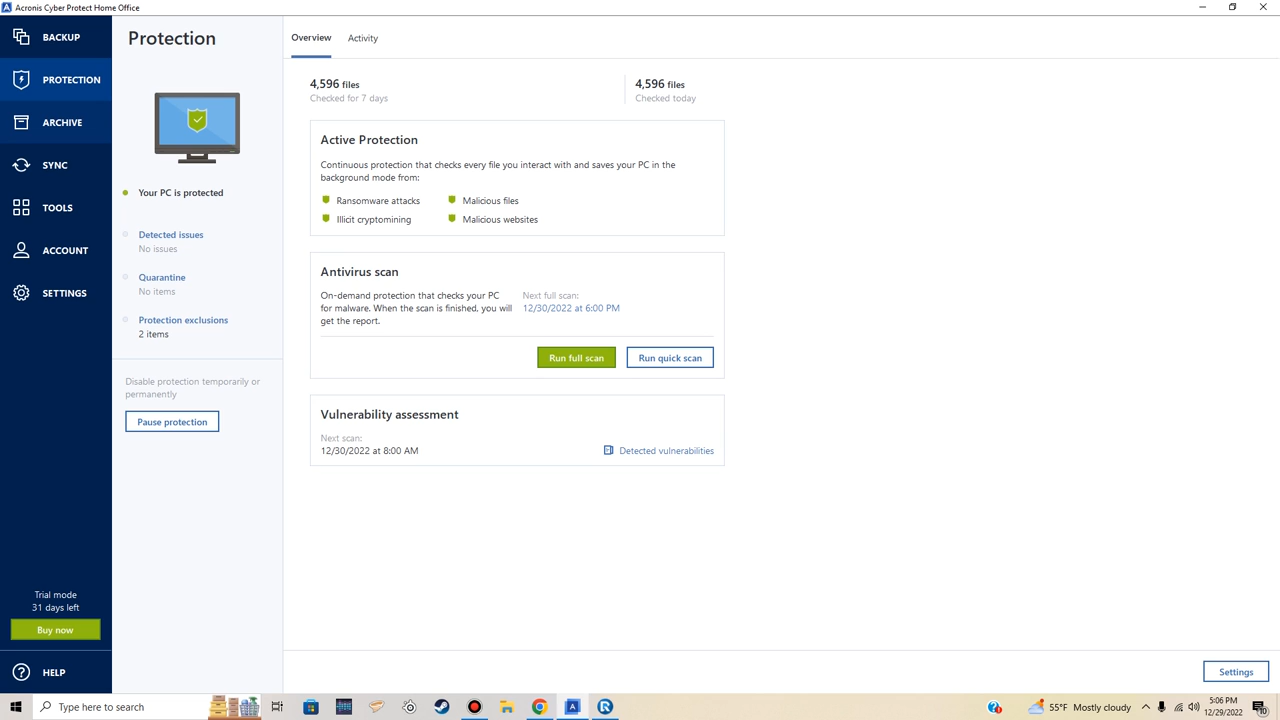 Acronis Cyber Protect Home Office
BACKUP
PROTECTION
ARCHIVE
SYNC
TOOLS
ACCOUNT
SETTINGS
Trial mode
31 days left
Buy now
HELP
Protection
Your PC is protected
Detected issues
No issues
Quarantine
No items
Protection exclusions
2 items
Disable protection temporarily or
permanently
Pause protection
Overview Activity
4,596 files
Checked for 7 days
4,596 files
Checked today
Active Protection
Continuous protection that checks every file you interact with and saves your PC in the
background mode from:
Ransomware attacks Malicious files
Illicit cryptomining Malicious websites
Antivirus scan
On-demand protection that checks your PC
for malware. When the scan is finished, you will
get the report.
Next full scan:
12/30/2022 at 6:00 PM
Run full scan Run quick scan
Vulnerability assessment
Next scan:
12/30/2022 at 8:00 AM
Detected vulnerabilities
Settings
Type here to search
55°F Mostly cloudy
5:06 PM
12/29/2022